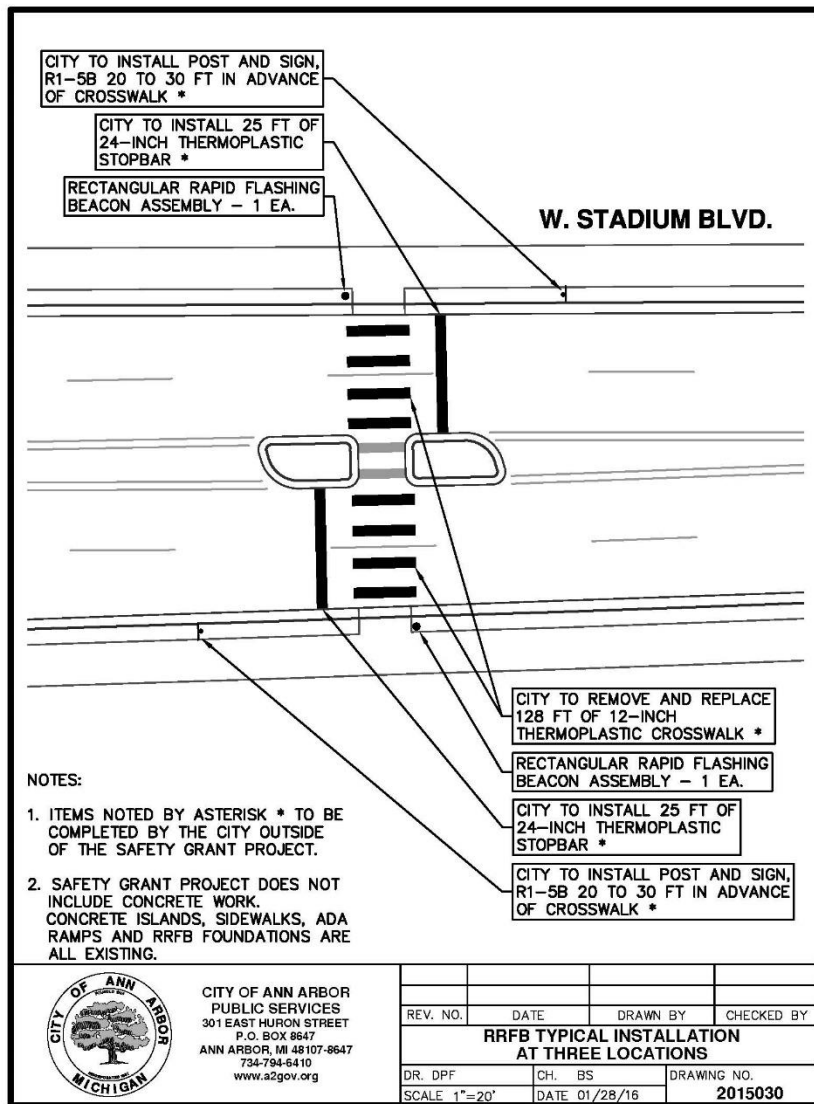 CITY TO INSTALL POST AND SIGN,
R1-5B 20 TO 30 FT IN ADVANCE
OF CROSSWALK *
CITY TO INSTALL 25 FT OF
24-INCH THERMOPLASTIC
STOPBAR *
RECTANGULAR RAPID FLASHING
BEACON ASSEMBLY - 1 EA.
W. STADIUM BLVD.
CITY TO REMOVE AND REPLACE
128 FT OF 12-INCH
THERMOPLASTIC CROSSWALK *
RECTANGULAR RAPID FLASHING
BEACON ASSEMBLY - 1 EA.
CITY TO INSTALL 25 FT OF
24-INCH THERMOPLASTIC
STOPBAR *
CITY TO INSTALL POST AND SIGN,
R1-5B 20 TO 30 FT IN ADVANCE
OF CROSSWALK *
NOTES:
1. ITEMS NOTED BY ASTERISK * TO BE
COMPLETED BY THE CITY OUTSIDE
OF THE SAFETY GRANT PROJECT.
2. SAFETY GRANT PROJECT DOES NOT
INCLUDE CONCRETE WORK.
CONCRETE ISLANDS, SIDEWALKS, ADA
RAMPS AND RRFB FOUNDATIONS ARE
ALL EXISTING.
CITY OF ANN ARBOR
MICHIGAN
CITY OF ANN ARBOR
PUBLIC SERVICES
301 EAST HURON STREET
P.O. BOX 8647
ANN ARBOR, MI 48107-8647
734-794-6410
www.a2gov.org
REV. NO. DATE DRAWN BY CHECKED BY
RRFB TYPICAL INSTALLATION
AT THREE LOCATIONS
DR. DPF CH. BS DRAWING NO.
SCALE 1"=20' DATE 01/28/16 2015030